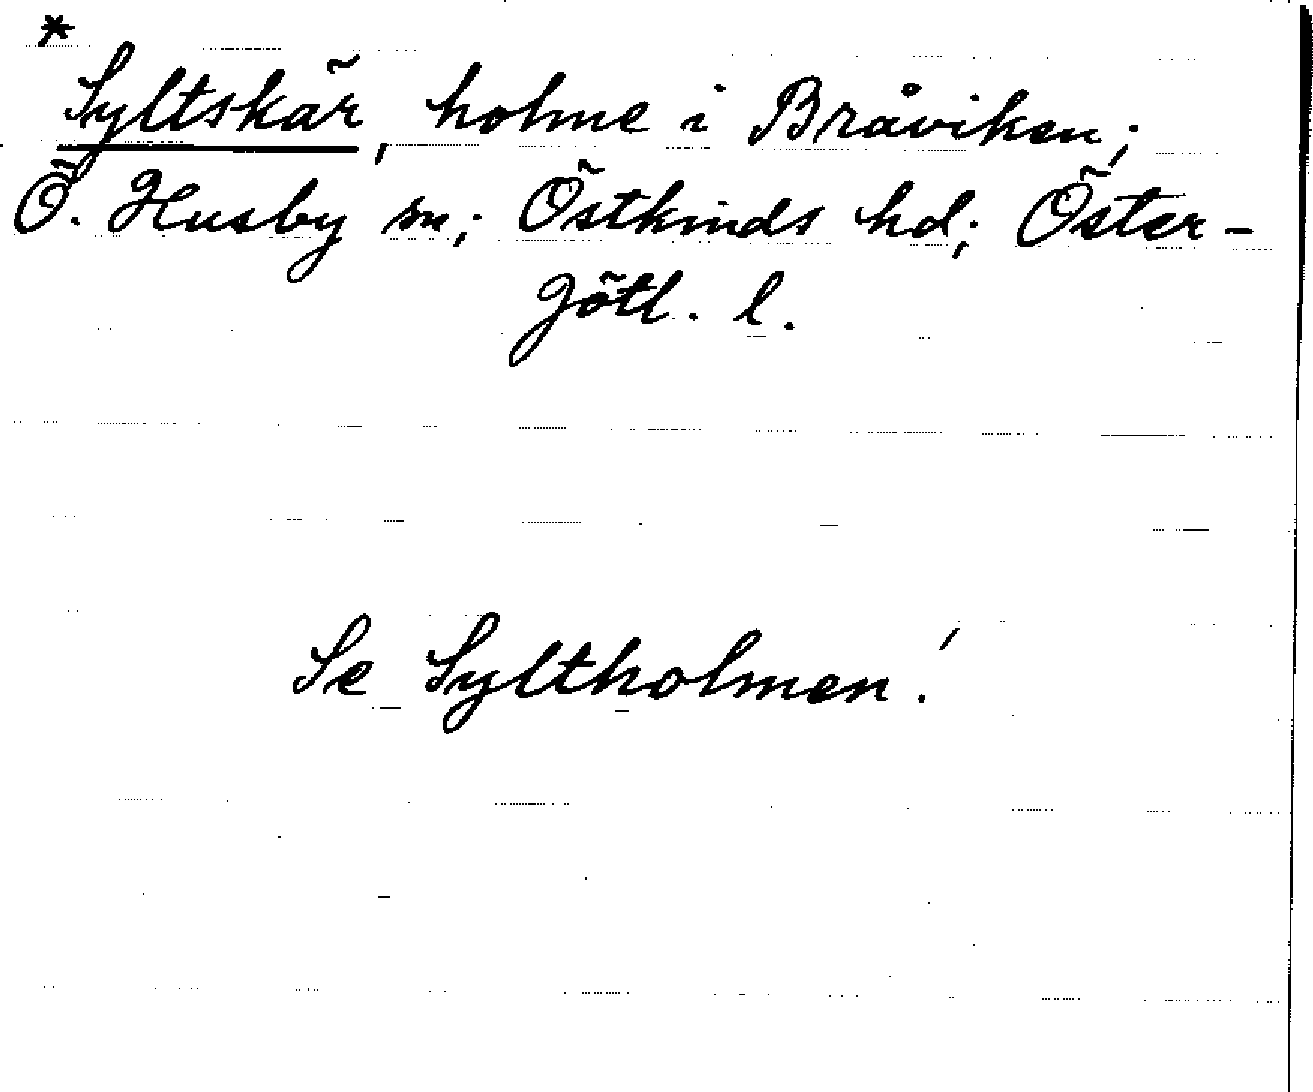 *
Syltskär, holme i Bråviken;
Ö. Husby sn; Östkinds hd; Öster-
götl. l.
Se Syltholmen!